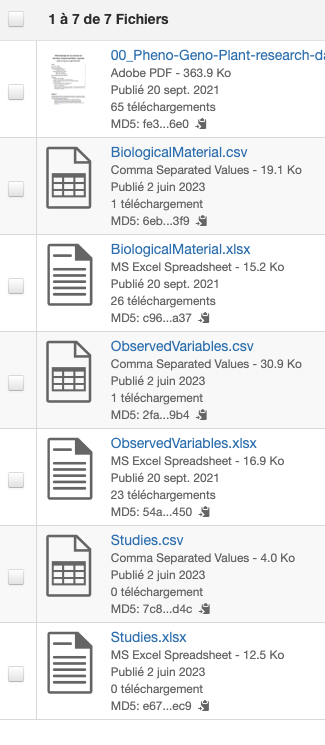 1 à 7 de 7 Fichiers
00_Pheno-Geno-Plant-research-da
Adobe PDF - 363.9 Ko
Publié 20 sept. 2021
65 téléchargements
MD5: fe3...6e0
BiologicalMaterial.csv
Comma Separated Values - 19.1 Ko
Publié 2 juin 2023
1 téléchargement
MD5: 6eb...3f9
BiologicalMaterial.xlsx
MS Excel Spreadsheet - 15.2 Ko
Publié 20 sept. 2021
26 téléchargements
MD5: c96...a37
ObservedVariables.csv
Comma Separated Values - 30.9 Ko
Publié 2 juin 2023
1 téléchargement
MD5: 2fa...9b4
ObservedVariables.xlsx
MS Excel Spreadsheet - 16.9 Ko
Publié 20 sept. 2021
23 téléchargements
MD5: 54a...450
Studies.csv
Comma Separated Values - 4.0 Ko
Publié 2 juin 2023
0 téléchargement
MD5: 7c8...d4c
Studies.xlsx
MS Excel Spreadsheet - 12.5 Ko
Publié 2 juin 2023
0 téléchargement
MD5: e67...ec9